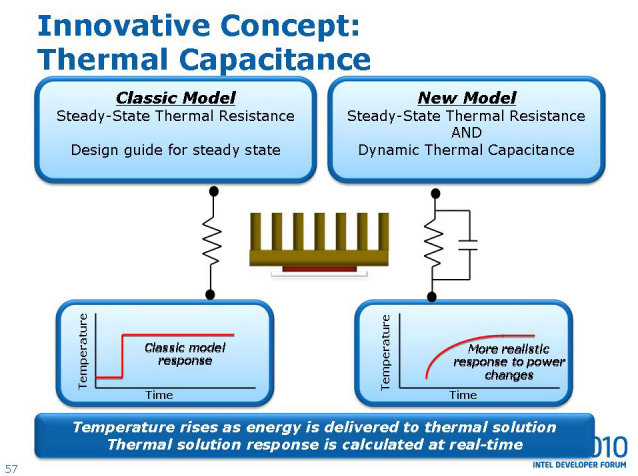 Innovative Concept:
Thermal Capacitance
Classic Model
Steady-State Thermal Resistance
Design guide for steady state
New Model
Steady-State Thermal Resistance
AND
Dynamic Thermal Capacitance
Temperature
Classic model
response
Time
Temperature
More realistic
response to power
changes
Time
Temperature rises as energy is delivered to thermal solution
Thermal solution response is calculated at real-time
010
INTEL DEVELOPER FORUM
57